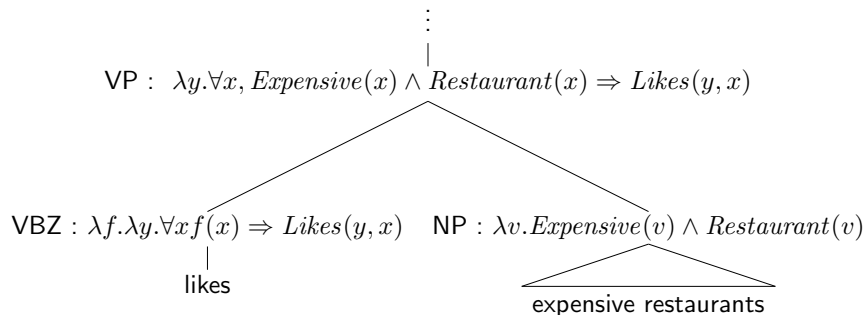 ⋮
VP : λy.∀x, Expensive(x) ∧ Restaurant(x) ⇒ Likes(y, x)
VBZ : λf.λy.∀xf(x) ⇒ Likes(y, x) NP : λv.Expensive(v) ∧ Restaurant(v)
likes
expensive restaurants